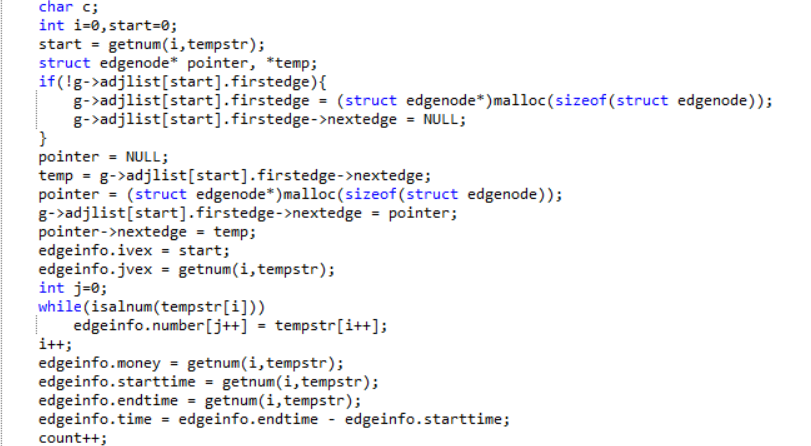 char c;
int i=0,start=0;
start = getnum(i,tempstr);
struct edgenode* pointer, *temp;
if(!g->adjlist[start].firstedge){
    g->adjlist[start].firstedge = (struct edgenode*)malloc(sizeof(struct edgenode));
    g->adjlist[start].firstedge->nextedge = NULL;
}
pointer = NULL;
temp = g->adjlist[start].firstedge->nextedge;
pointer = (struct edgenode*)malloc(sizeof(struct edgenode));
g->adjlist[start].firstedge->nextedge = pointer;
pointer->nextedge = temp;
edgeinfo.ivex = start;
edgeinfo.jvex = getnum(i,tempstr);
int j=0;
while(isalnum(tempstr[i]))
    edgeinfo.number[j++] = tempstr[i++];
i++;
edgeinfo.money = getnum(i,tempstr);
edgeinfo.starttime = getnum(i,tempstr);
edgeinfo.endtime = getnum(i,tempstr);
edgeinfo.time = edgeinfo.endtime - edgeinfo.starttime;
count++;